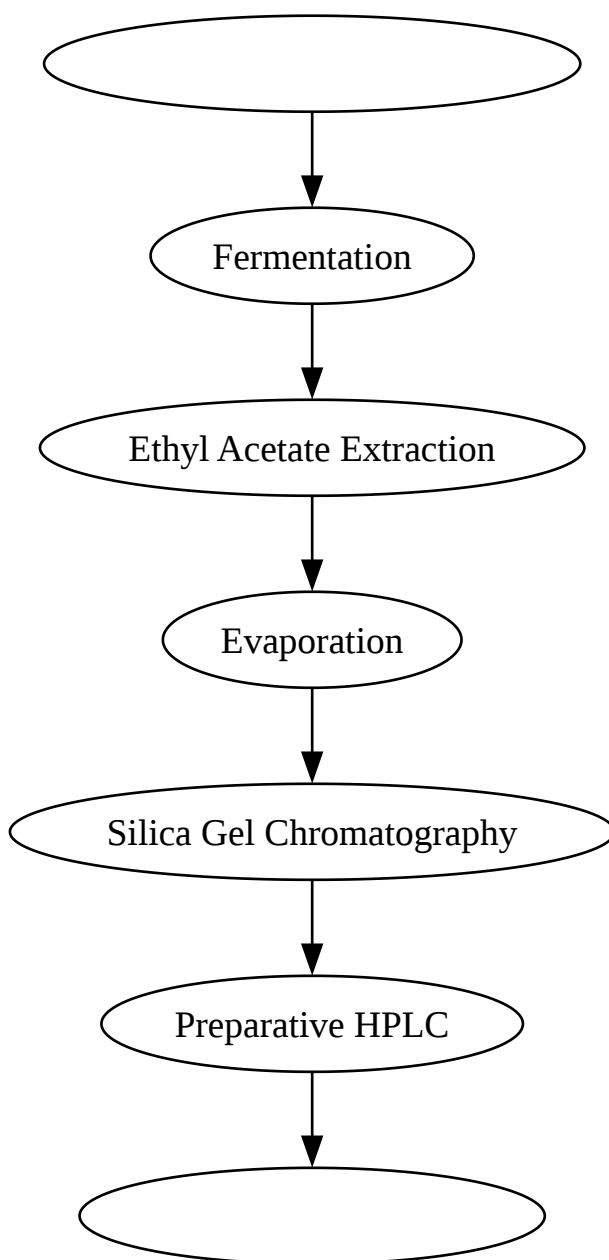 Fermentation
Ethyl Acetate Extraction
Evaporation
Silica Gel Chromatography
Preparative HPLC